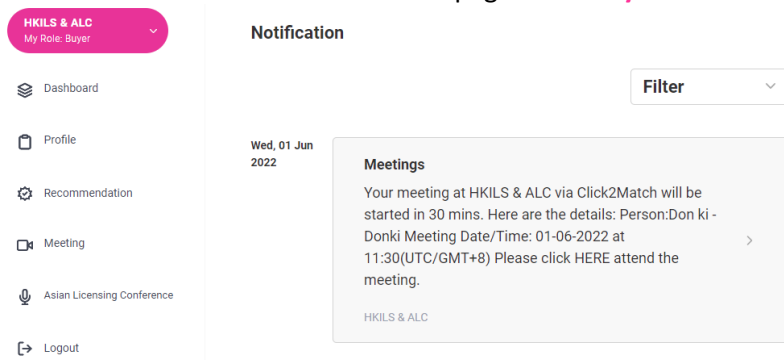 HKILS & ALC
My Role: Buyer
Dashboard
Profile
Recommendation
Meeting
Asian Licensing Conference
Logout
Notification
Filter
Wed, 01 Jun
2022
Meetings
Your meeting at HKILS & ALC via Click2Match will be
started in 30 mins. Here are the details: Person:Don ki -
Donki Meeting Date/Time: 01-06-2022 at
11:30(UTC/GMT+8) Please click HERE attend the
meeting.
HKILS & ALC